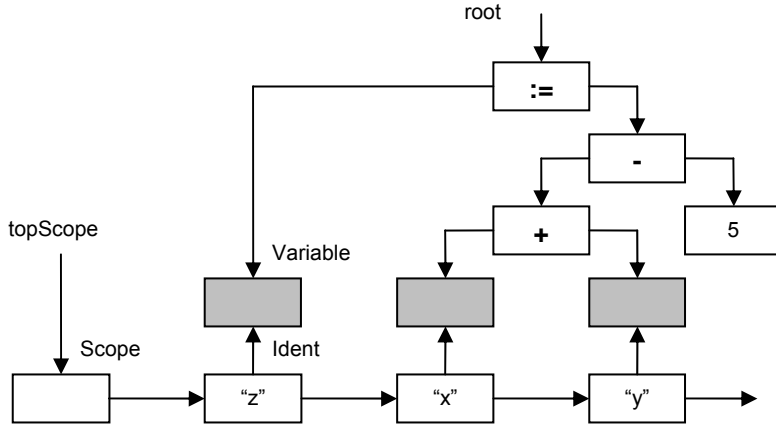 root
:=
-
topScope
+
5
Variable
Scope
Ident
“z”
“x”
“y”